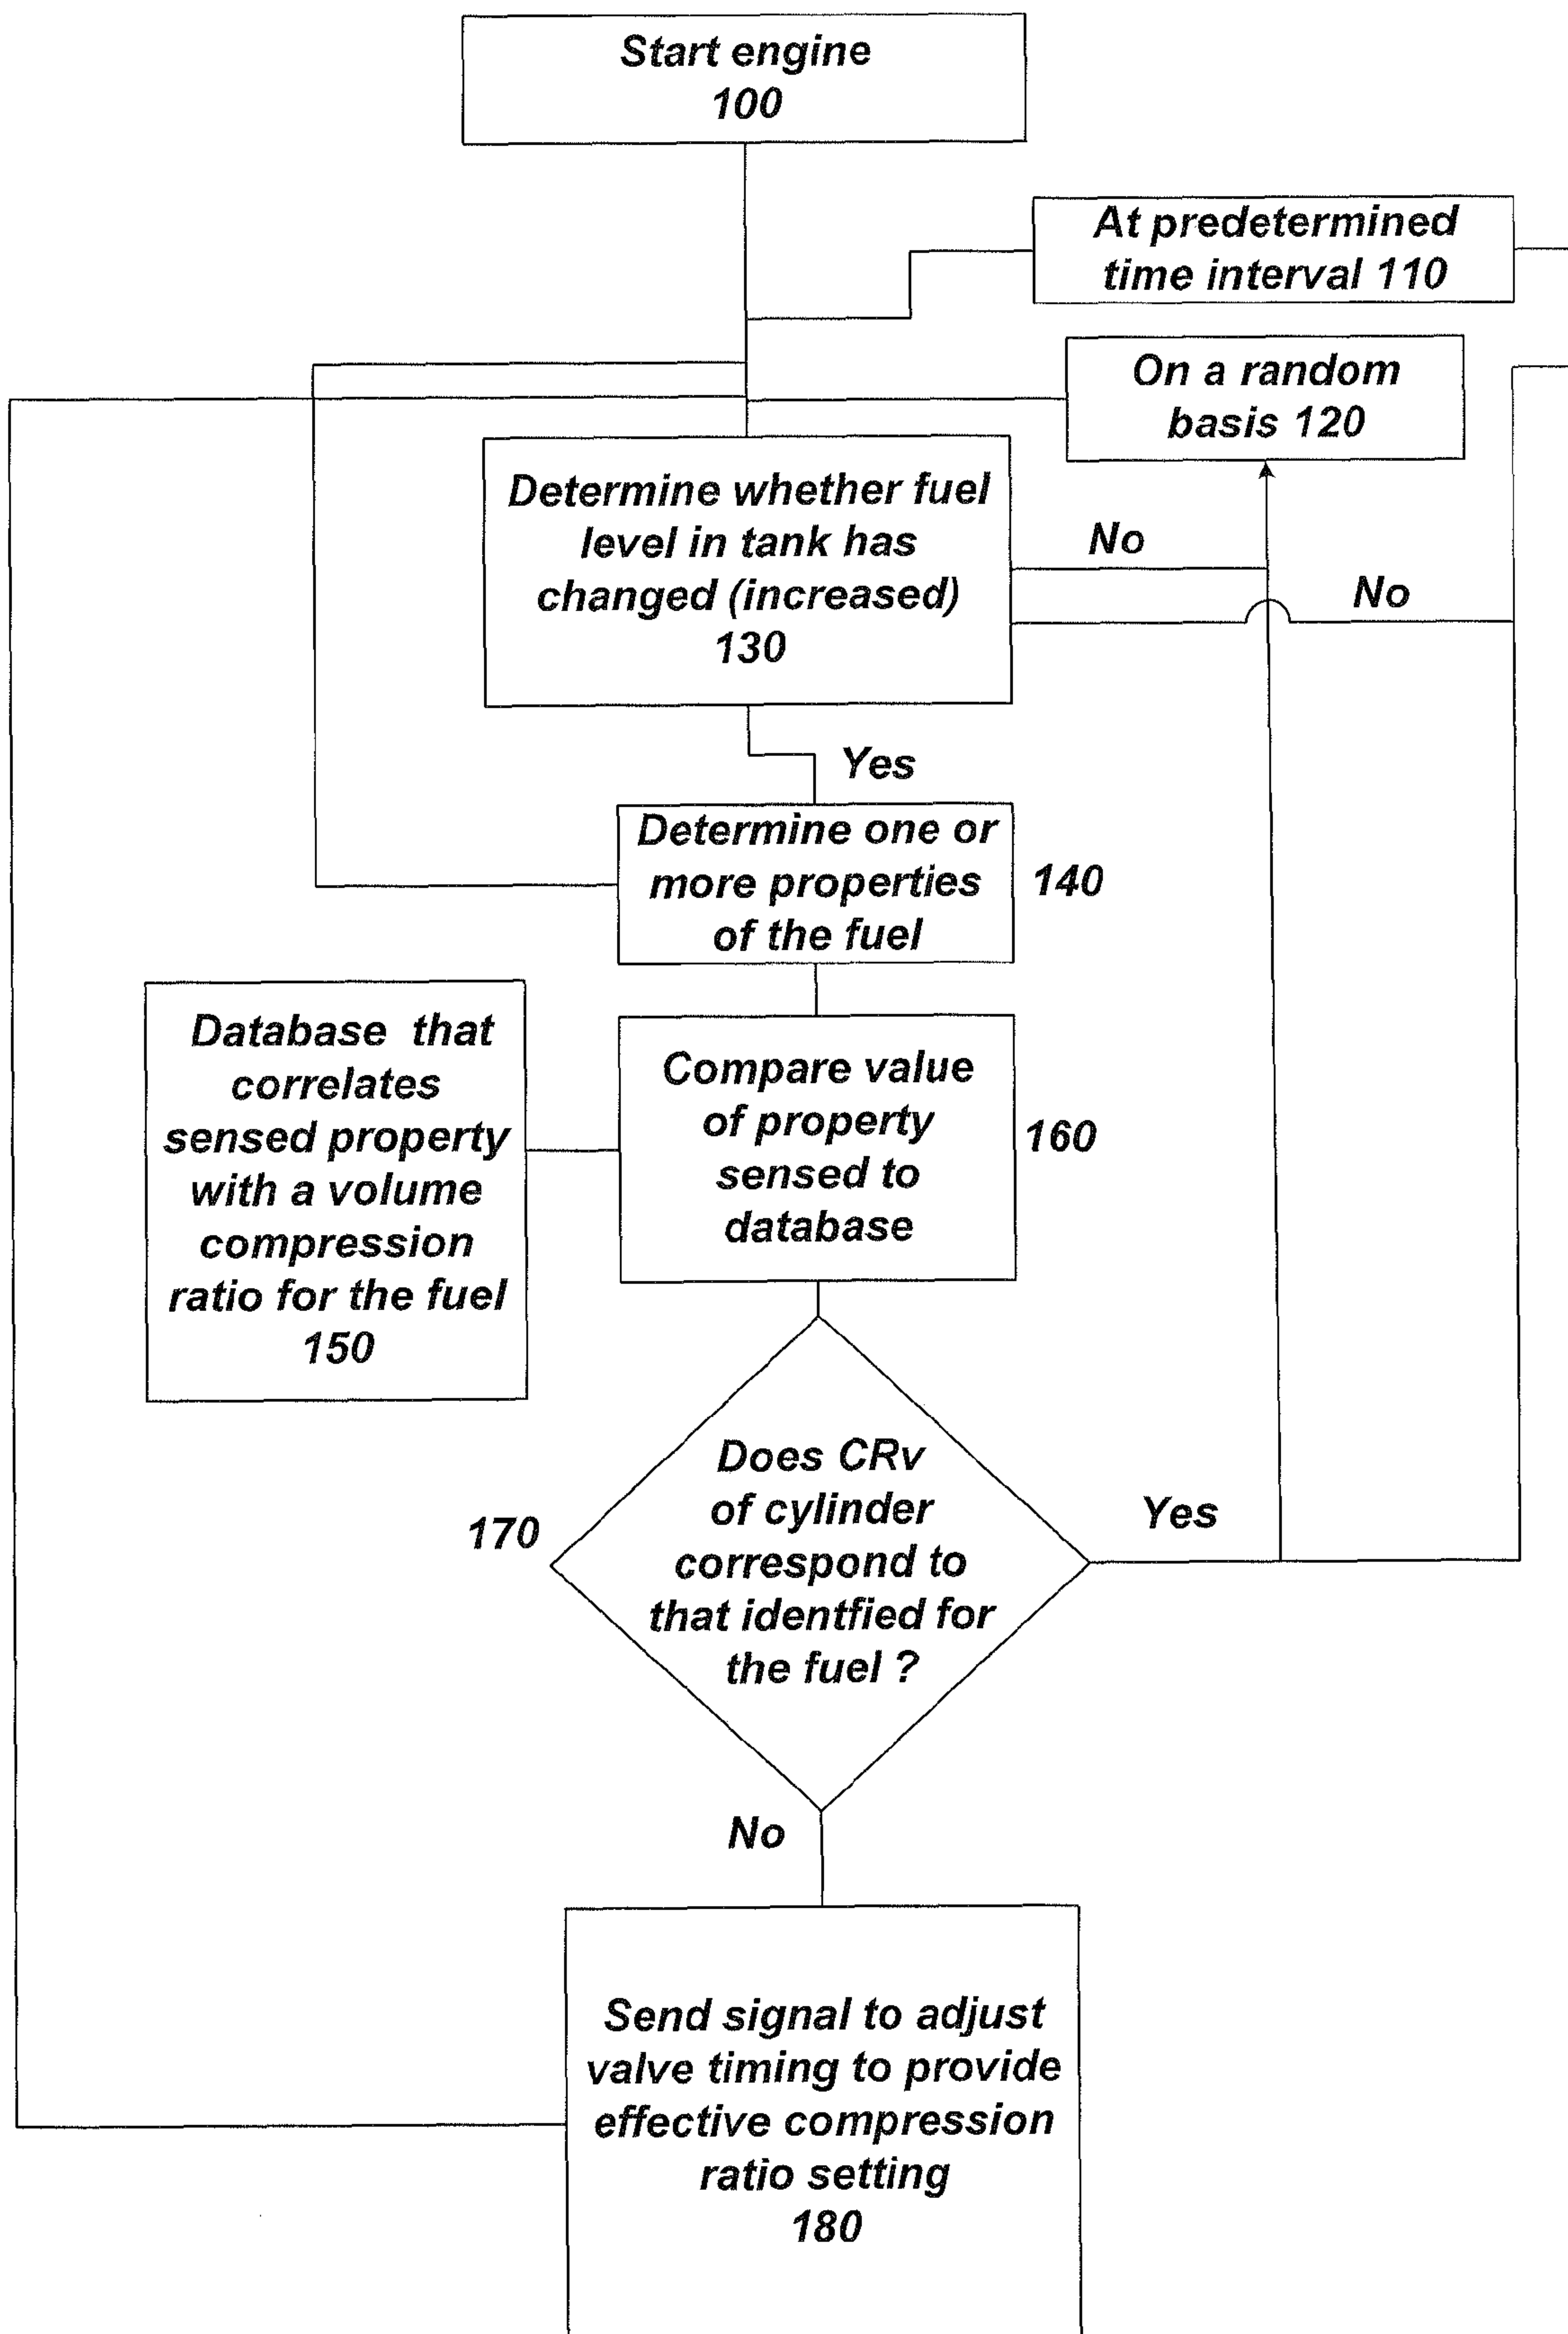 Start engine
100
At predetermined
time interval 110
On a random
basis 120
Determine whether fuel
level in tank has
changed (increased)
130
No
No
Yes
Determine one or
more properties
of the fuel
140
Database that
correlates
sensed property
with a volume
compression
ratio for the fuel
150
Compare value
of property
sensed to
database
160
Does CRv
of cylinder
correspond to
that identfied for
the fuel ?
170
Yes
No
Send signal to adjust
valve timing to provide
effective compression
ratio setting
180